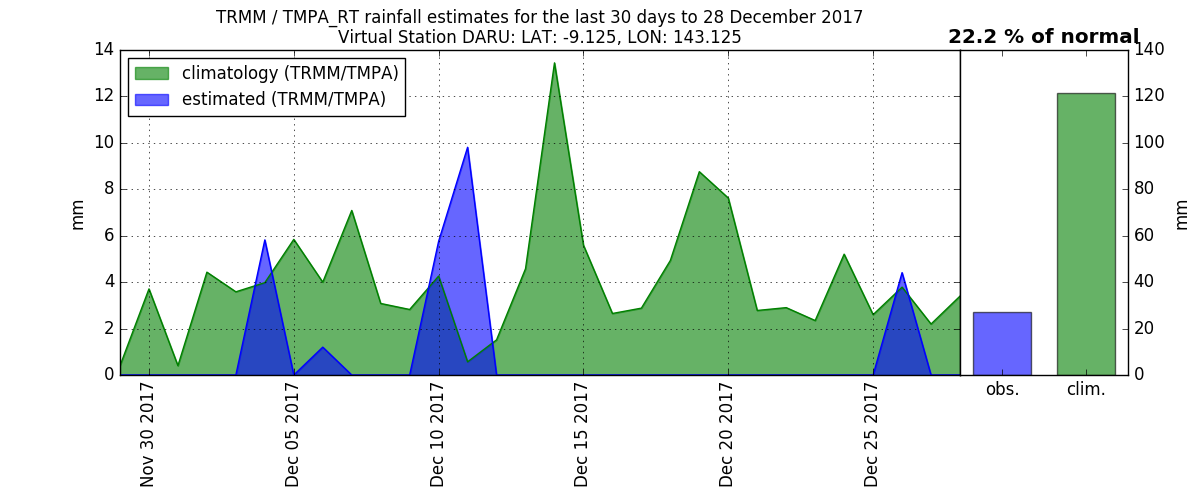 TRMM / TMPA_RT rainfall estimates for the last 30 days to 28 December 2017
Virtual Station DARU: LAT: -9.125, LON: 143.125
22.2 % of normal
climatology (TRMM/TMPA)
estimated (TRMM/TMPA)
14
12
10
8
6
4
2
0
mm
Nov 30 2017
Dec 05 2017
Dec 10 2017
Dec 15 2017
Dec 20 2017
Dec 25 2017
obs.
clim.
140
120
100
80
60
40
20
0
mm